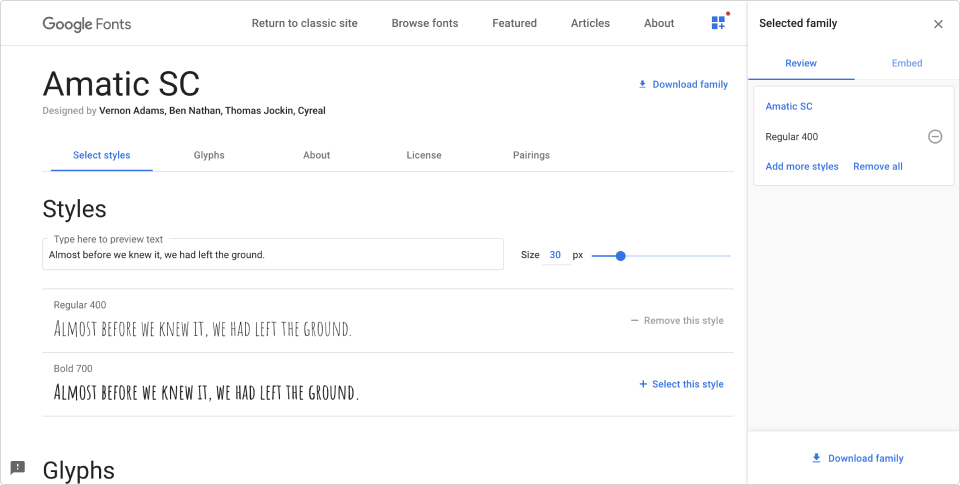 Google Fonts
Return to classic site
Browse fonts
Featured
Articles
About
Amatic SC
Designed by Vernon Adams, Ben Nathan, Thomas Jockin, Cyreal
Download family
Select styles
Glyphs
About
License
Pairings
Styles
Type here to preview text
Almost before we knew it, we had left the ground.
Size 30 px
Regular 400
Almost before we knew it, we had left the ground.
Remove this style
Bold 700
Almost before we knew it, we had left the ground.
Select this style
Glyphs
Selected family
Review
Embed
Amatic SC
Regular 400
Add more styles
Remove all
Download family